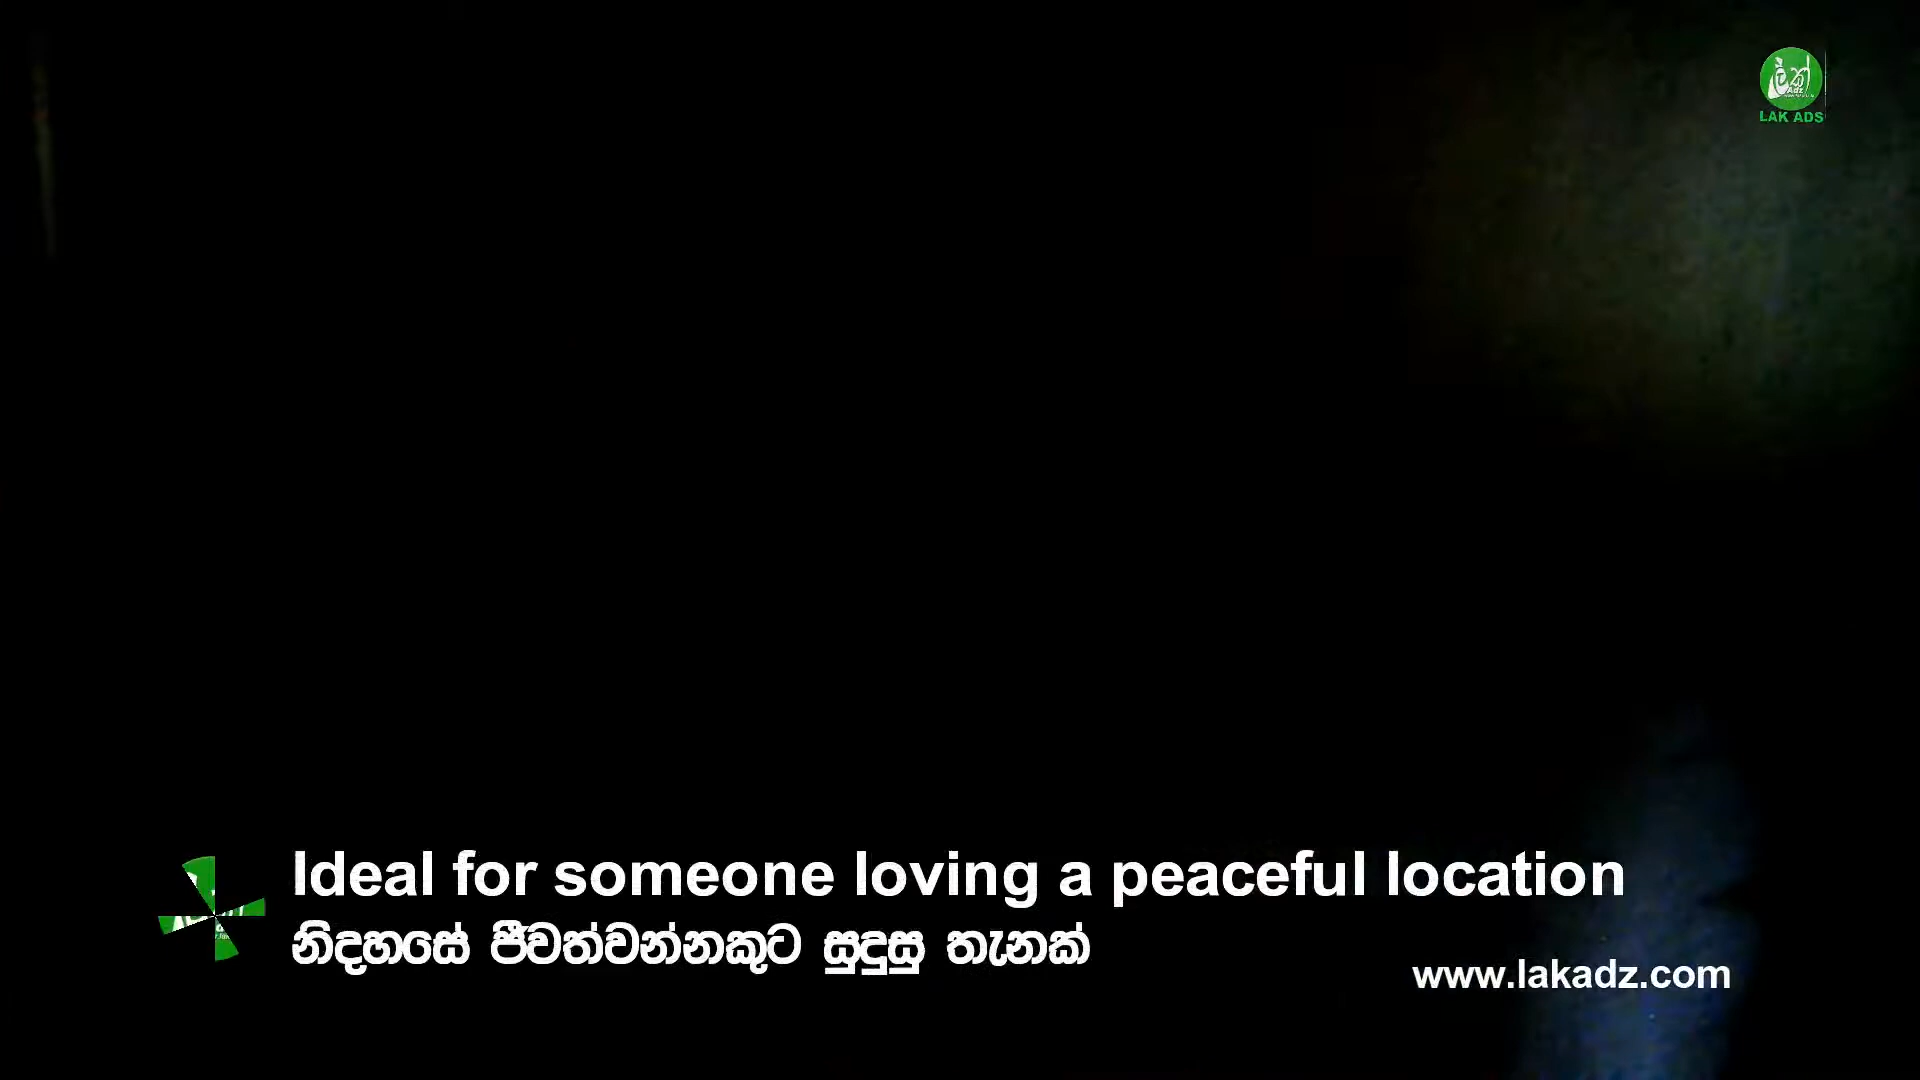 LAK ADS
Ideal for someone loving a peaceful location
නිදහසේ ජීවත්වන්නකුට සුදුසු තැනක්
www.lakadz.com